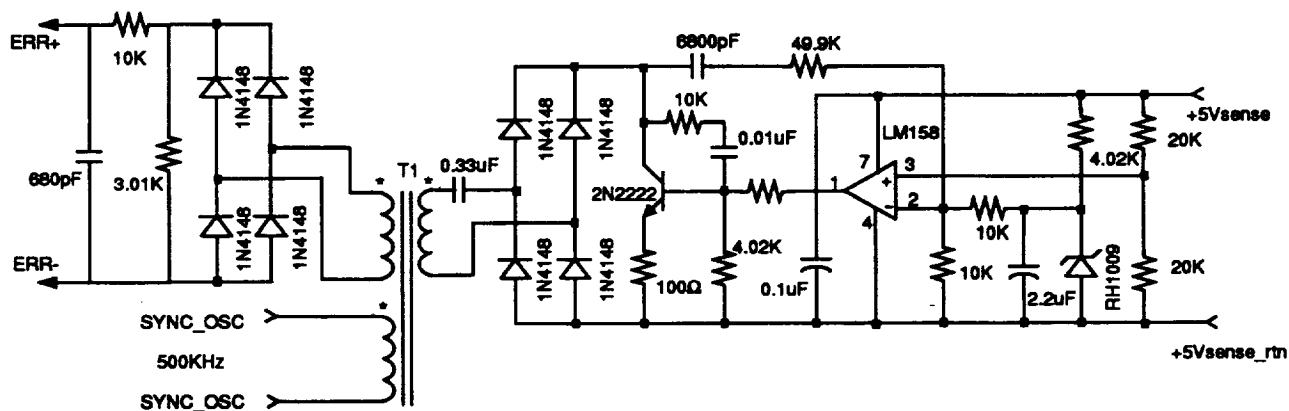 ERR+
10K
1N4148
1N4148
680pF
3.01K
1N4148
1N4148
ERR-
SYNC_OSC
500KHz
SYNC_OSC
T1
*
*
*
0.33uF
1N4148
1N4148
1N4148
1N4148
6800pF
49.9K
10K
0.01uF
2N2222
100Ω
4.02K
LM158
7
3
+
1
-
2
4
0.1uF
10K
10K
2.2uF
RH1009
4.02K
20K
20K
+5Vsense
+5Vsense_rtn